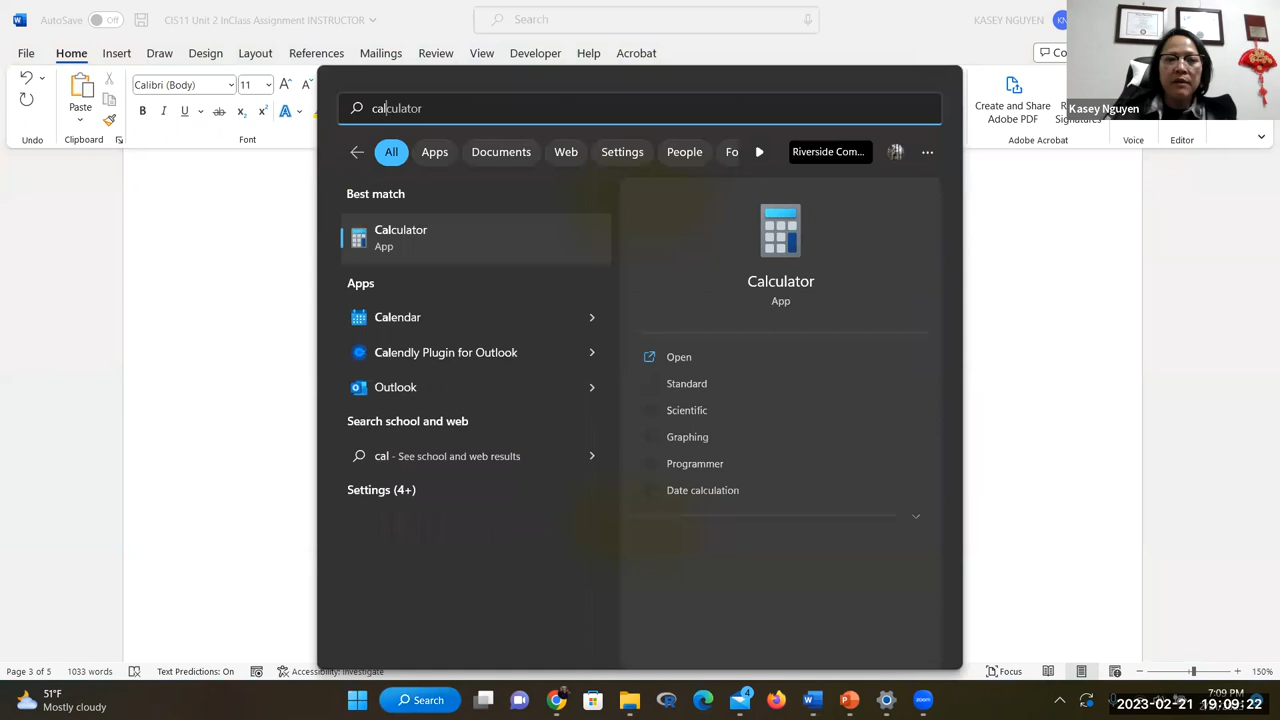 AutoSave Off CIS11 Unit 2 InClass Assignment INSTRUCTOR Search KASEY NGUYEN KN
File Home Insert Draw Design Layout References Mailings Review View Developer Help Acrobat Co
Calibri (Body) 11
Paste
Undo Clipboard Font
Create and Share
Adobe PDF
Signatures
Adobe Acrobat Voice Editor
Kasey Nguyen
calculator
All Apps Documents Web Settings People Fo Riverside Com...
Best match
Calculator
App
Apps
Calendar
Calendly Plugin for Outlook
Outlook
Search school and web
cal - See school and web results
Settings (4+)
Calculator
App
Open
Standard
Scientific
Graphing
Programmer
Date calculation
Page 3 of 5 1033 words Text Predictions: On Accessibility: Investigate Focus 150%
51°F
Mostly cloudy
Search
4
7:09 PM
2023-02-21 19:09:22